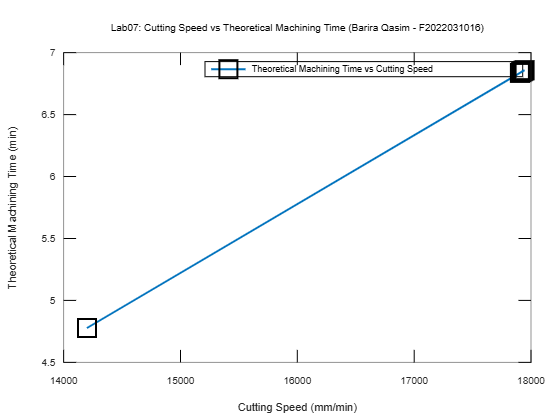 Lab07: Cutting Speed vs Theoretical Machining Time (Barira Qasim - F2022031016)
7
Theoretical Machining Time vs Cutting Speed
6.5
6
5.5
5
4.5
Theoretical Machining Time (min)
14000 15000 16000 17000 18000
Cutting Speed (mm/min)